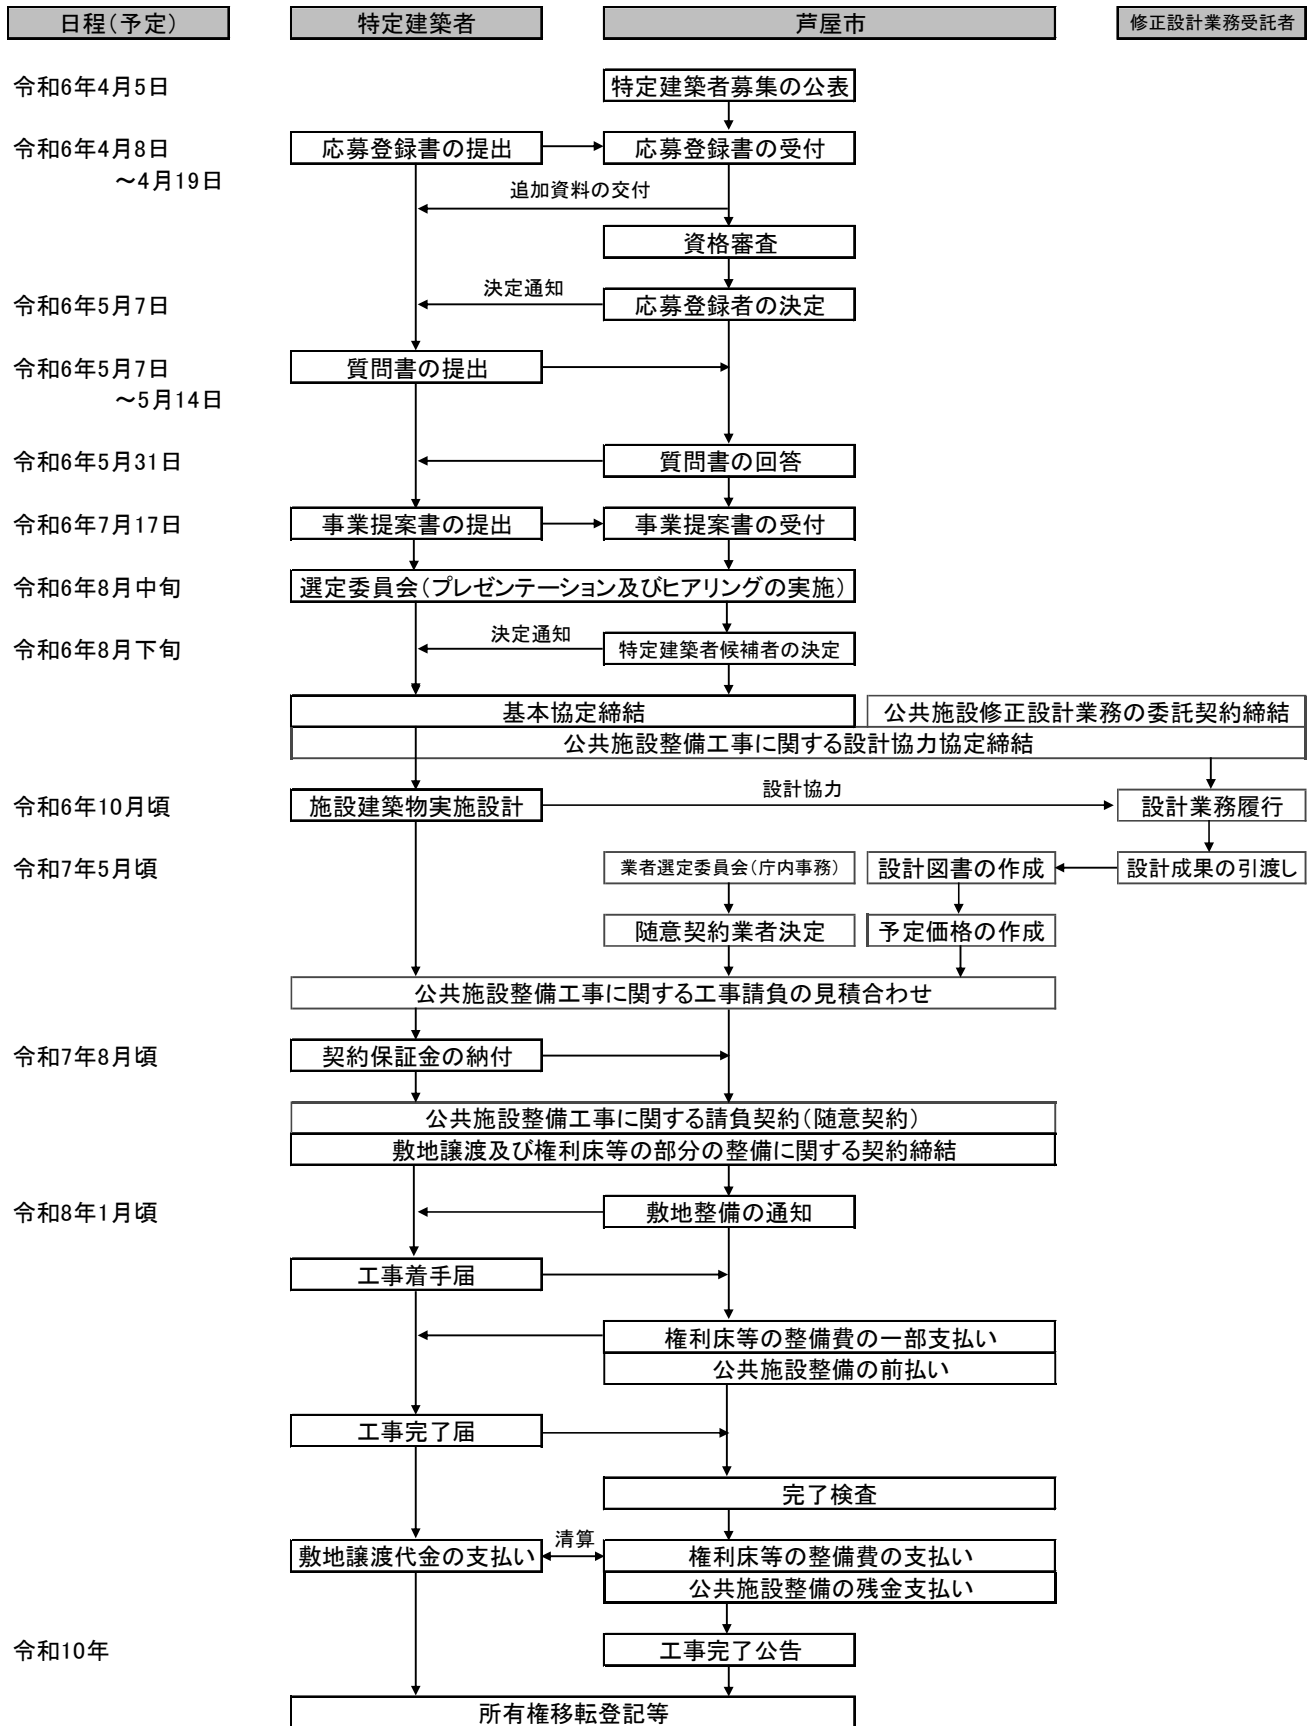 日程（予定）
特定建築者
芦屋市
修正設計業務受託者
令和6年4月5日
特定建築者募集の公表
令和6年4月8日
応募登録書の提出
応募登録書の受付
～4月19日
追加資料の交付
資格審査
決定通知
令和6年5月7日
応募登録者の決定
令和6年5月7日
質問書の提出
～5月14日
令和6年5月31日
質問書の回答
令和6年7月17日
事業提案書の提出
事業提案書の受付
令和6年8月中旬
選定委員会（プレゼンテーション及びヒアリングの実施）
決定通知
令和6年8月下旬
特定建築者候補者の決定
基本協定締結
公共施設修正設計業務の委託契約締結
公共施設整備工事に関する設計協力協定締結
設計協力
令和6年10月頃
施設建築物実施設計
設計業務履行
令和7年5月頃
業者選定委員会（庁内事務）
設計図書の作成
設計成果の引渡し
随意契約業者決定
予定価格の作成
公共施設整備工事に関する工事請負の見積合わせ
令和7年8月頃
契約保証金の納付
公共施設整備工事に関する請負契約（随意契約）
敷地譲渡及び権利床等の部分の整備に関する契約締結
令和8年1月頃
敷地整備の通知
工事着手届
権利床等の整備費の一部支払い
公共施設整備の前払い
工事完了届
完了検査
清算
敷地譲渡代金の支払い
権利床等の整備費の支払い
公共施設整備の残金支払い
令和10年
工事完了公告
所有権移転登記等